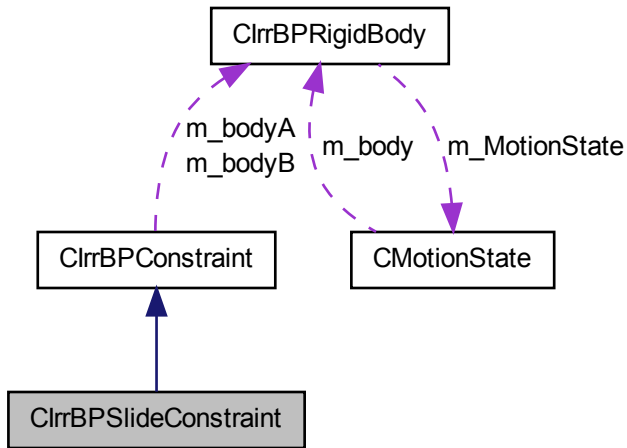 CIrrBPRigidBody
m_bodyA
m_bodyB
m_body
m_MotionState
CIrrBPConstraint
CMotionState
CIrrBPSlideConstraint